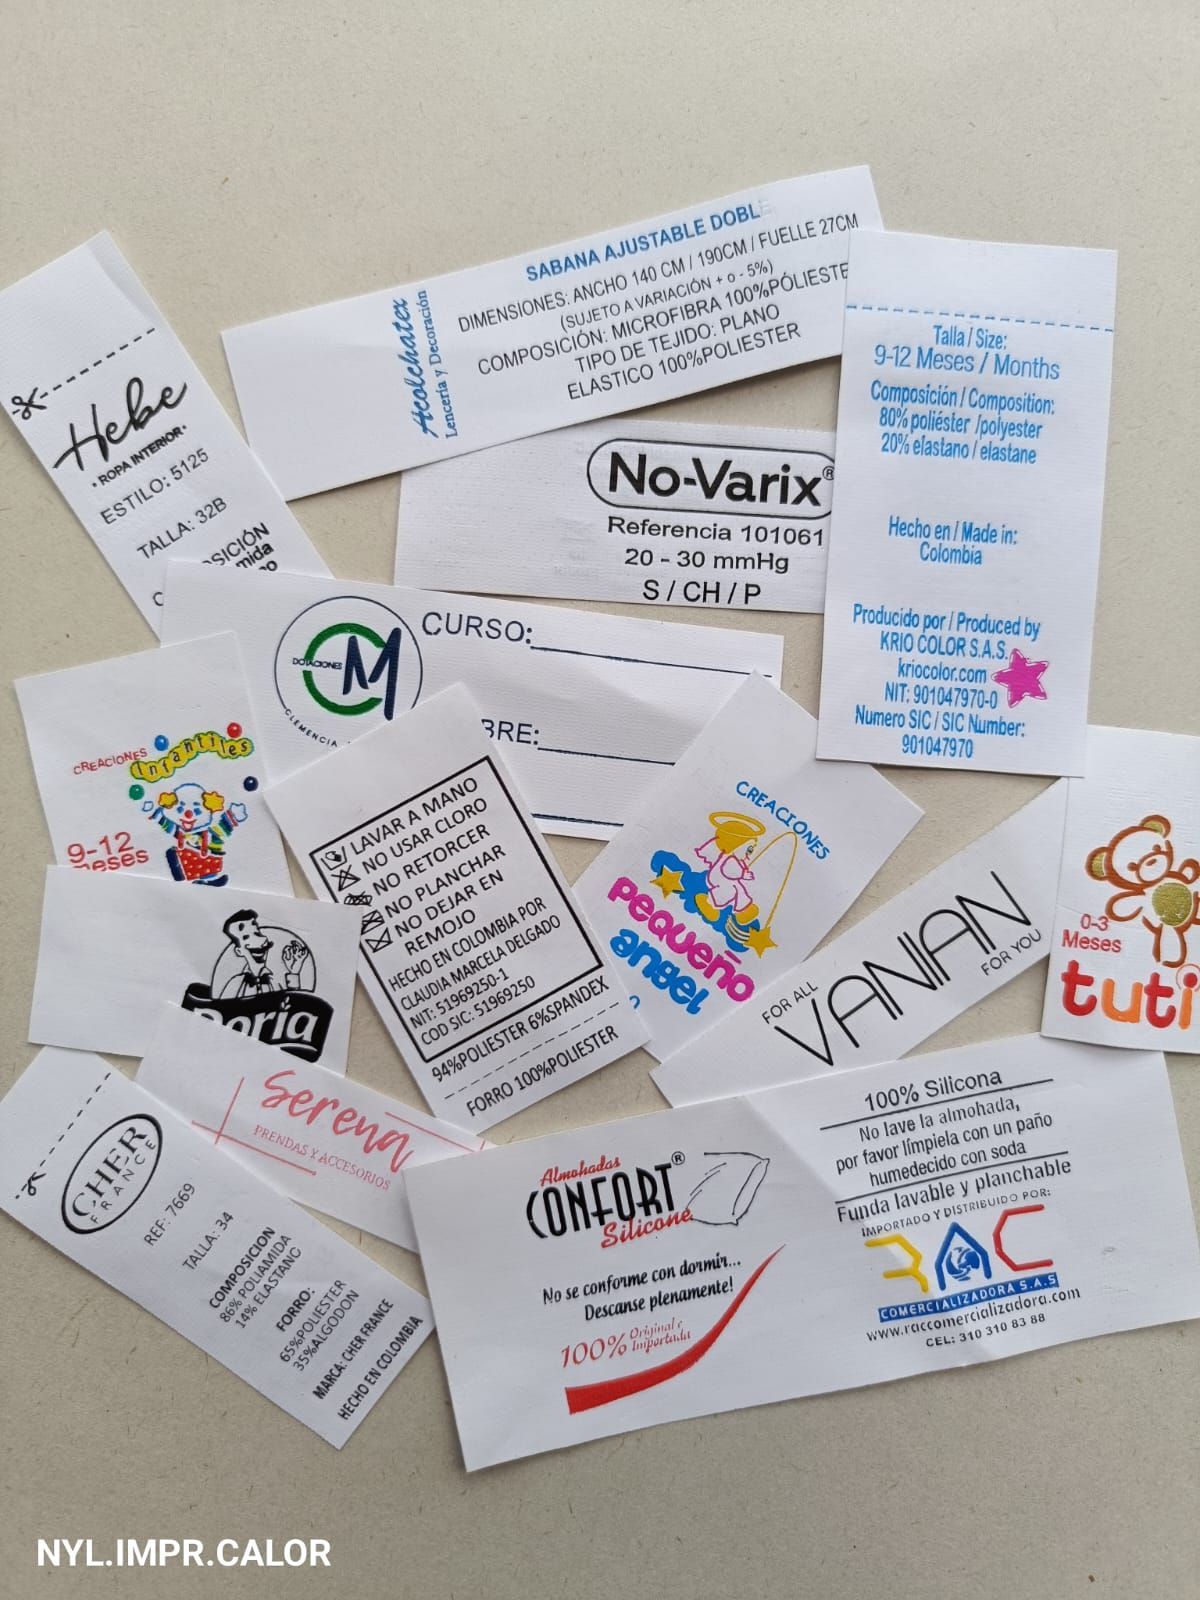 SABANA AJUSTABLE DOBLE
DIMENSIONES: ANCHO 140 CM / 190CM / FUELLE 27CM
(SUJETO A VARIACIÓN + o - 5%)
COMPOSICIÓN: MICROFIBRA 100%PÓLIESTE
TIPO DE TEJIDO: PLANO
ELASTICO 100%POLIESTER
Acolchatex
Lencería y Decoración
Hebe
• ROPA INTERIOR •
ESTILO: 5125
TALLA: 32B
OSICIÓN
mida
No-Varix®
Referencia 101061
20 - 30 mmHg
S / CH / P
Talla / Size:
9-12 Meses / Months
Composición / Composition:
80% poliéster /polyester
20% elastano / elastane
Hecho en / Made in:
Colombia
Producido por / Produced by
KRIO COLOR S.A.S.
kriocolor.com
NIT: 901047970-0
Numero SIC / SIC Number:
901047970
DOTACIONES
CM
CLEMENCIA
CURSO:
BRE:
CREACIONES
Infantiles
9-12
meses
LAVAR A MANO
NO USAR CLORO
NO RETORCER
NO PLANCHAR
NO DEJAR EN
REMOJO
HECHO EN COLOMBIA POR
CLAUDIA MARCELA DELGADO
NIT: 51969250-1
COD SIC: 51969250
94%POLIESTER 6%SPANDEX
FORRO 100%POLIESTER
CREACIONES
pequeño
angel
FOR ALL
VANIAN
FOR YOU
0-3
Meses
tuti
Doria
Serena
PRENDAS Y ACCESORIOS
CHER
FRANCE
REF: 7669
TALLA: 34
COMPOSICION
86% POLIAMIDA
14% ELASTANO
FORRO:
65%POLIESTER
35%ALGODON
MARCA: CHER FRANCE
HECHO EN COLOMBIA
Almohadas
CONFORT®
Silicone
No se conforme con dormir...
Descanse plenamente!
100% Original e
Importada
100% Silicona
No lave la almohada,
por favor límpiela con un paño
humedecido con soda
Funda lavable y planchable
IMPORTADO Y DISTRIBUIDO POR:
RAC
COMERCIALIZADORA S.A.S
www.raccomercializadora.com
CEL: 310 310 83 88
NYL.IMPR.CALOR